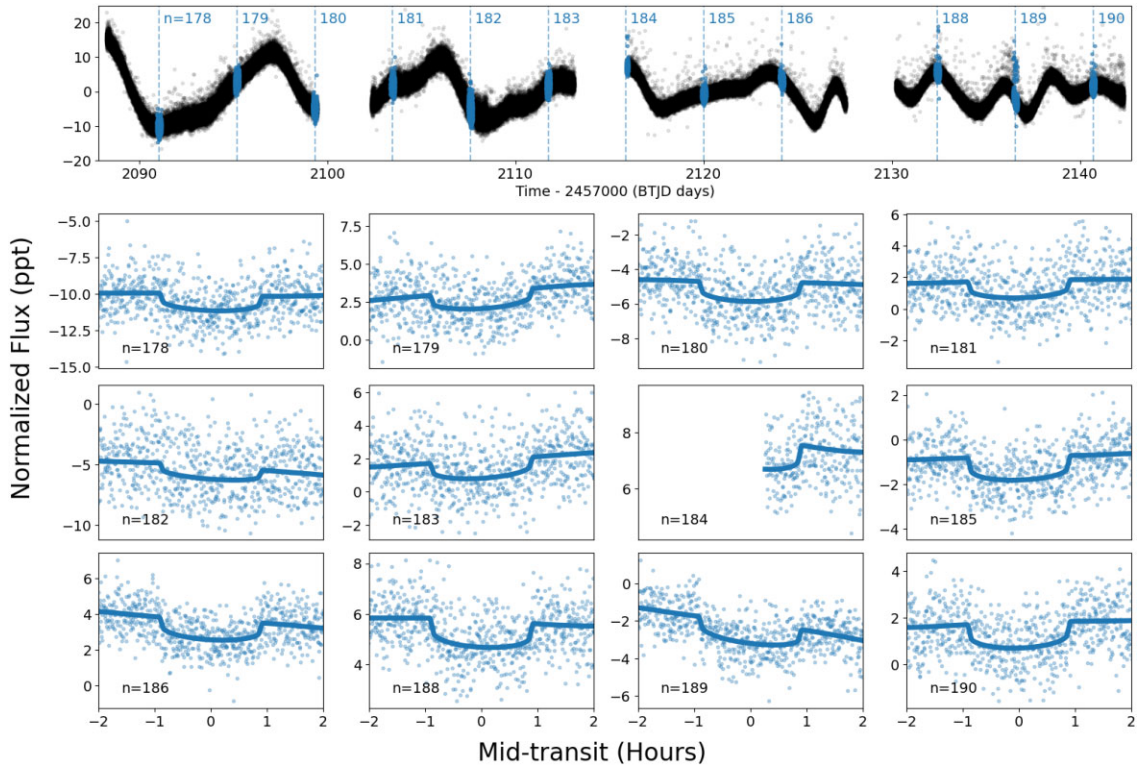 n=178 179 180 181 182 183 184 185 186 188 189 190
20
10
0
−10
−20
2090 2100 2110 2120 2130 2140
Time - 2457000 (BTJD days)
Normalized Flux (ppt)
−5.0
−7.5
−10.0
−12.5
−15.0
n=178
7.5
5.0
2.5
0.0
n=179
−2
−4
−6
−8
n=180
6
4
2
0
−2
n=181
0
−5
−10
n=182
6
4
2
0
−2
n=183
8
6
n=184
2
0
−2
−4
n=185
6
4
2
0
n=186
8
6
4
n=188
0
−2
−4
−6
n=189
4
2
0
n=190
−2 −1 0 1 2 −2 −1 0 1 2 −2 −1 0 1 2 −2 −1 0 1 2
Mid-transit (Hours)